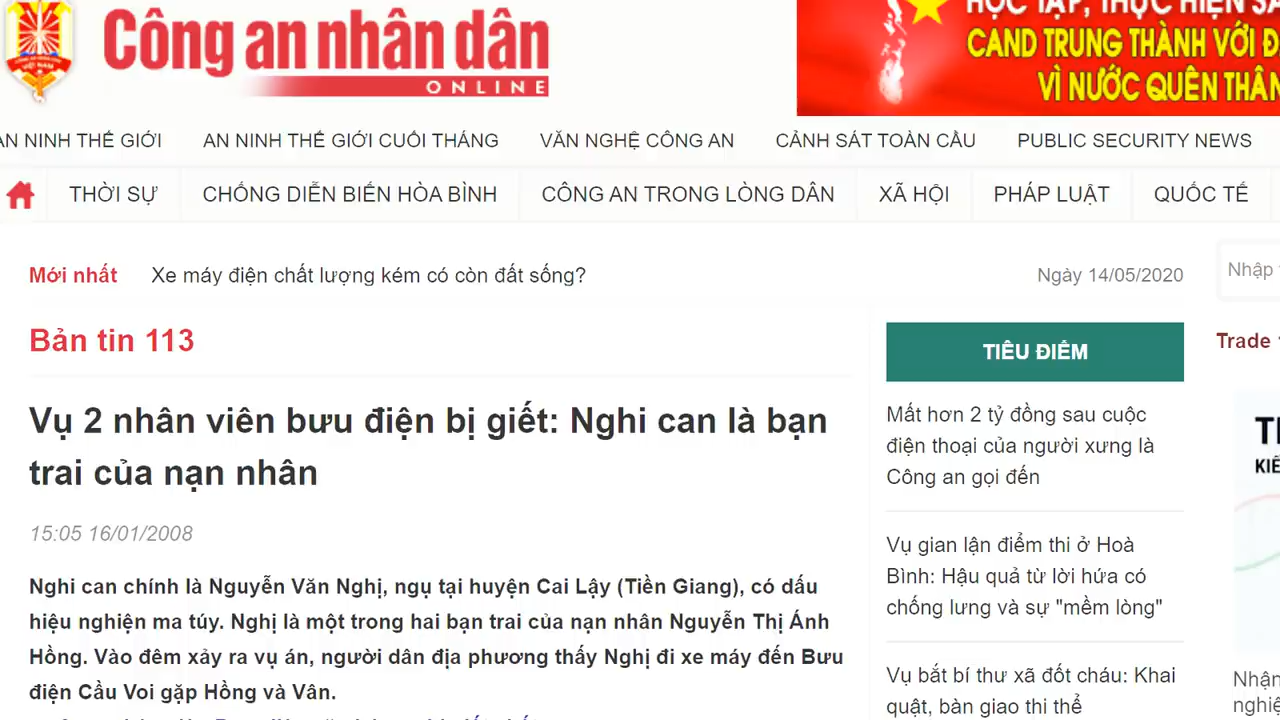 Công an nhân dân
ONLINE
HỌC TẬP, THỰC HIỆN
CAND TRUNG THÀNH VỚI
VÌ NƯỚC QUÊN THÂN
AN NINH THẾ GIỚI
AN NINH THẾ GIỚI CUỐI THÁNG
VĂN NGHỆ CÔNG AN
CẢNH SÁT TOÀN CẦU
PUBLIC SECURITY NEWS
THỜI SỰ
CHỐNG DIỄN BIẾN HÒA BÌNH
CÔNG AN TRONG LÒNG DÂN
XÃ HỘI
PHÁP LUẬT
QUỐC TẾ
Mới nhất
Xe máy điện chất lượng kém có còn đất sống?
Ngày 14/05/2020
Nhập
Bản tin 113
Vụ 2 nhân viên bưu điện bị giết: Nghi can là bạn
trai của nạn nhân
15:05 16/01/2008
Nghi can chính là Nguyễn Văn Nghị, ngụ tại huyện Cai Lậy (Tiền Giang), có dấu
hiệu nghiện ma túy. Nghị là một trong hai bạn trai của nạn nhân Nguyễn Thị Ánh
Hồng. Vào đêm xảy ra vụ án, người dân địa phương thấy Nghị đi xe máy đến Bưu
điện Cầu Voi gặp Hồng và Vân.
TIÊU ĐIỂM
Mất hơn 2 tỷ đồng sau cuộc
điện thoại của người xưng là
Công an gọi đến
Vụ gian lận điểm thi ở Hoà
Bình: Hậu quả từ lời hứa có
chống lưng và sự "mềm lòng"
Vụ bắt bí thư xã đốt cháu: Khai
quật, bàn giao thi thể
Trade
Nhận